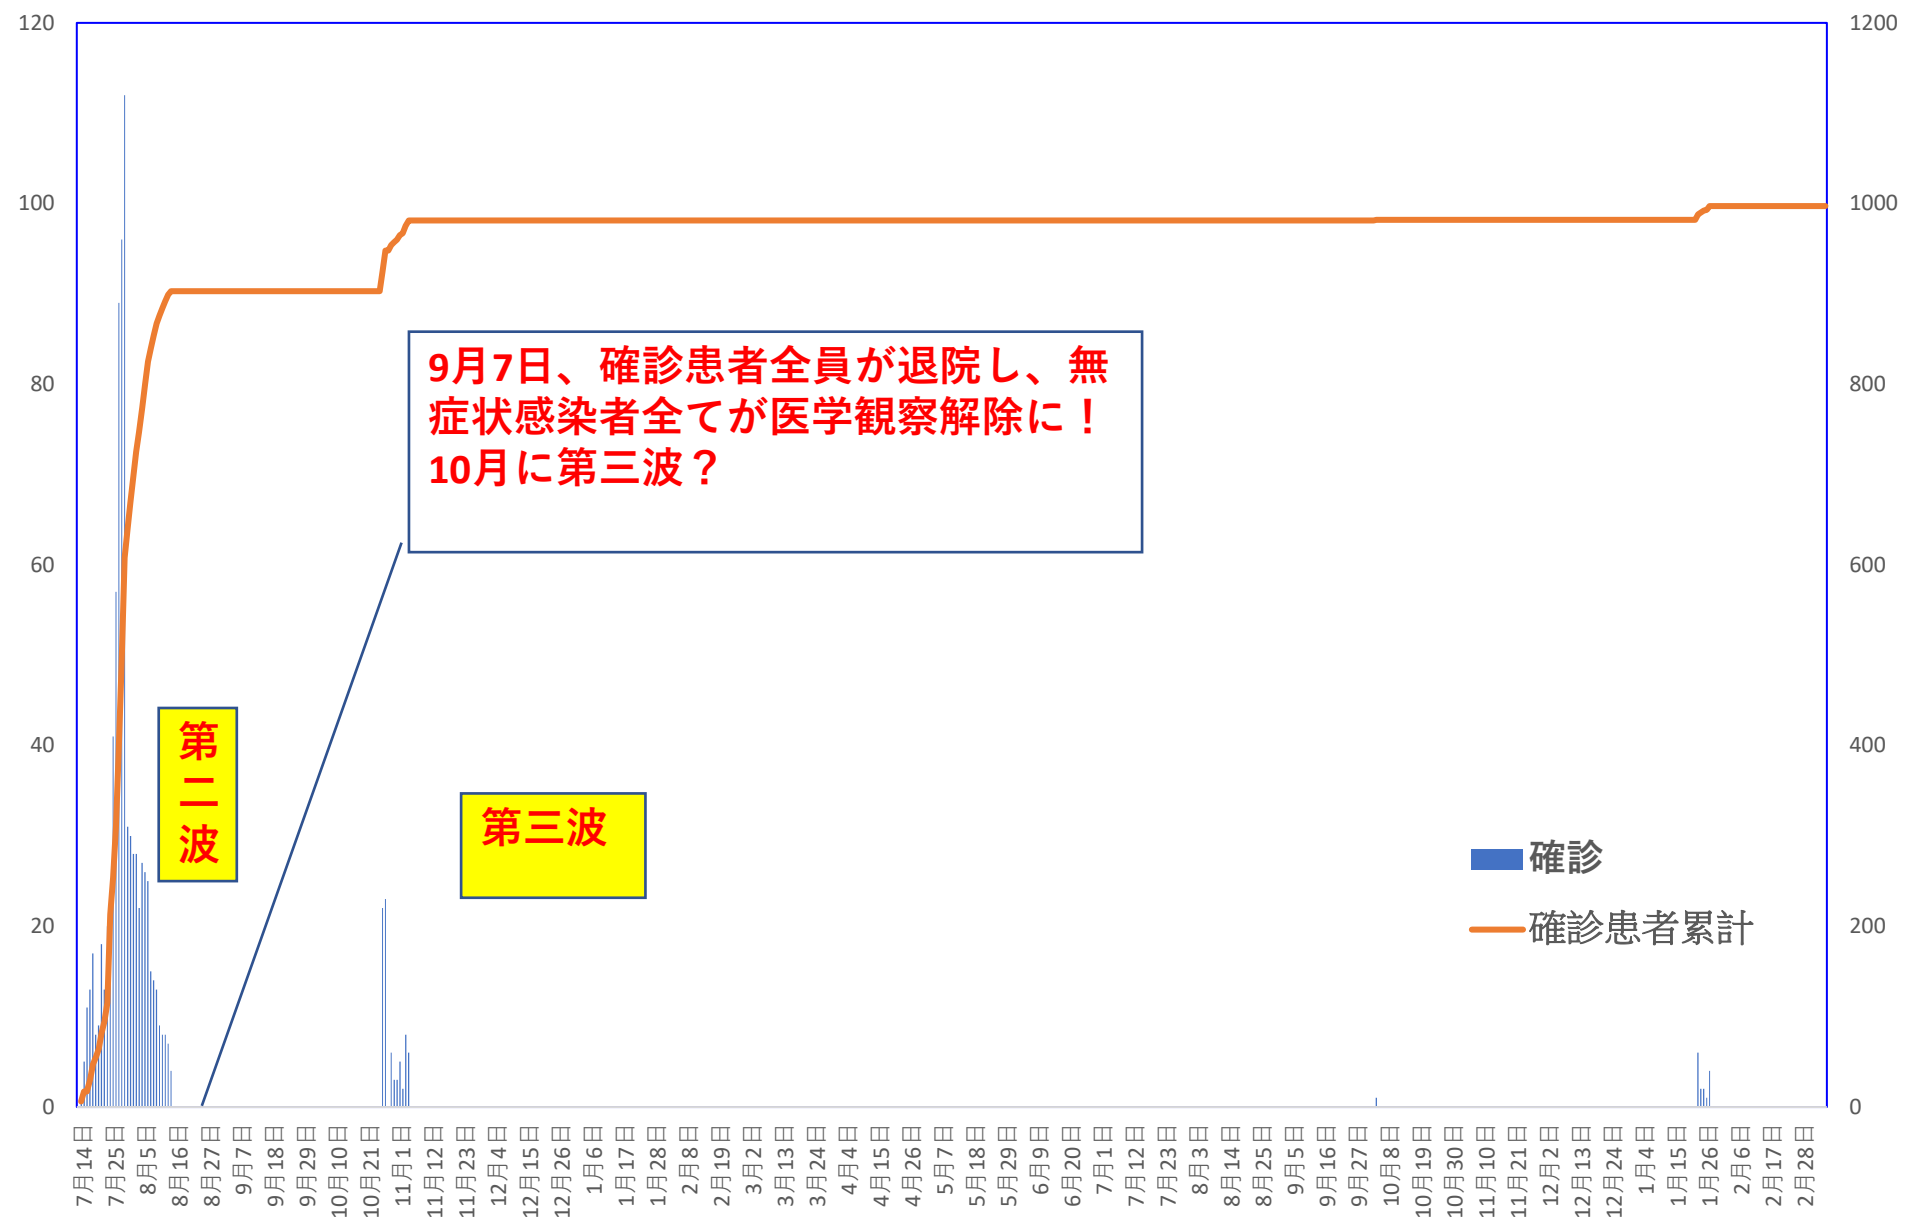 120
100
80
60
40
20
0
1200
1000
800
600
400
200
0
9月7日、確診患者全員が退院し、無
症状感染者全てが医学観察解除に！
10月に第三波？
第
二
波
第三波
確診
確診患者累計
7月14日
7月25日
8月5日
8月16日
8月27日
9月7日
9月18日
9月29日
10月10日
10月21日
11月1日
11月12日
11月23日
12月4日
12月15日
12月26日
1月6日
1月17日
1月28日
2月8日
2月19日
3月2日
3月13日
3月24日
4月4日
4月15日
4月26日
5月7日
5月18日
5月29日
6月9日
6月20日
7月1日
7月12日
7月23日
8月3日
8月14日
8月25日
9月5日
9月16日
9月27日
10月8日
10月19日
10月30日
11月10日
11月21日
12月2日
12月13日
12月24日
1月4日
1月15日
1月26日
2月6日
2月17日
2月28日